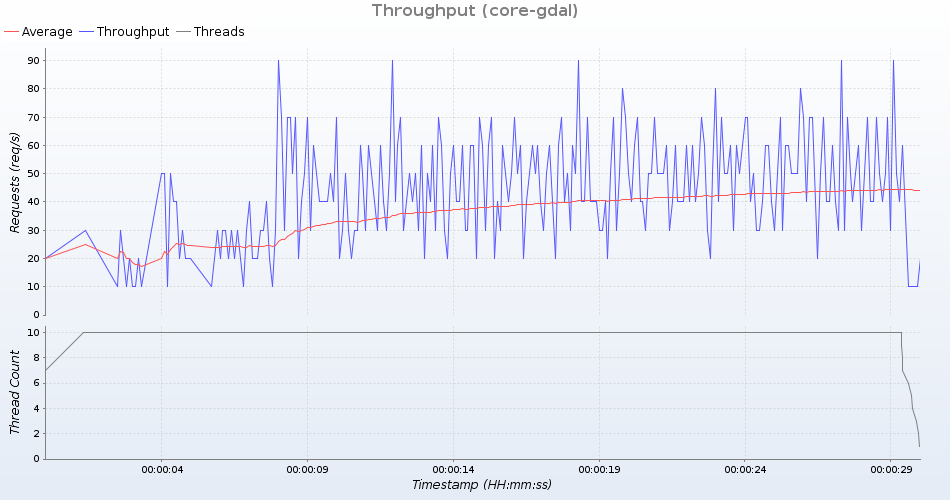 Throughput (core-gdal)
Average Throughput Threads
Requests (req/s)
90
80
70
60
50
40
30
20
10
0
Thread Count
10
8
6
4
2
0
00:00:04 00:00:09 00:00:14 00:00:19 00:00:24 00:00:29
Timestamp (HH:mm:ss)